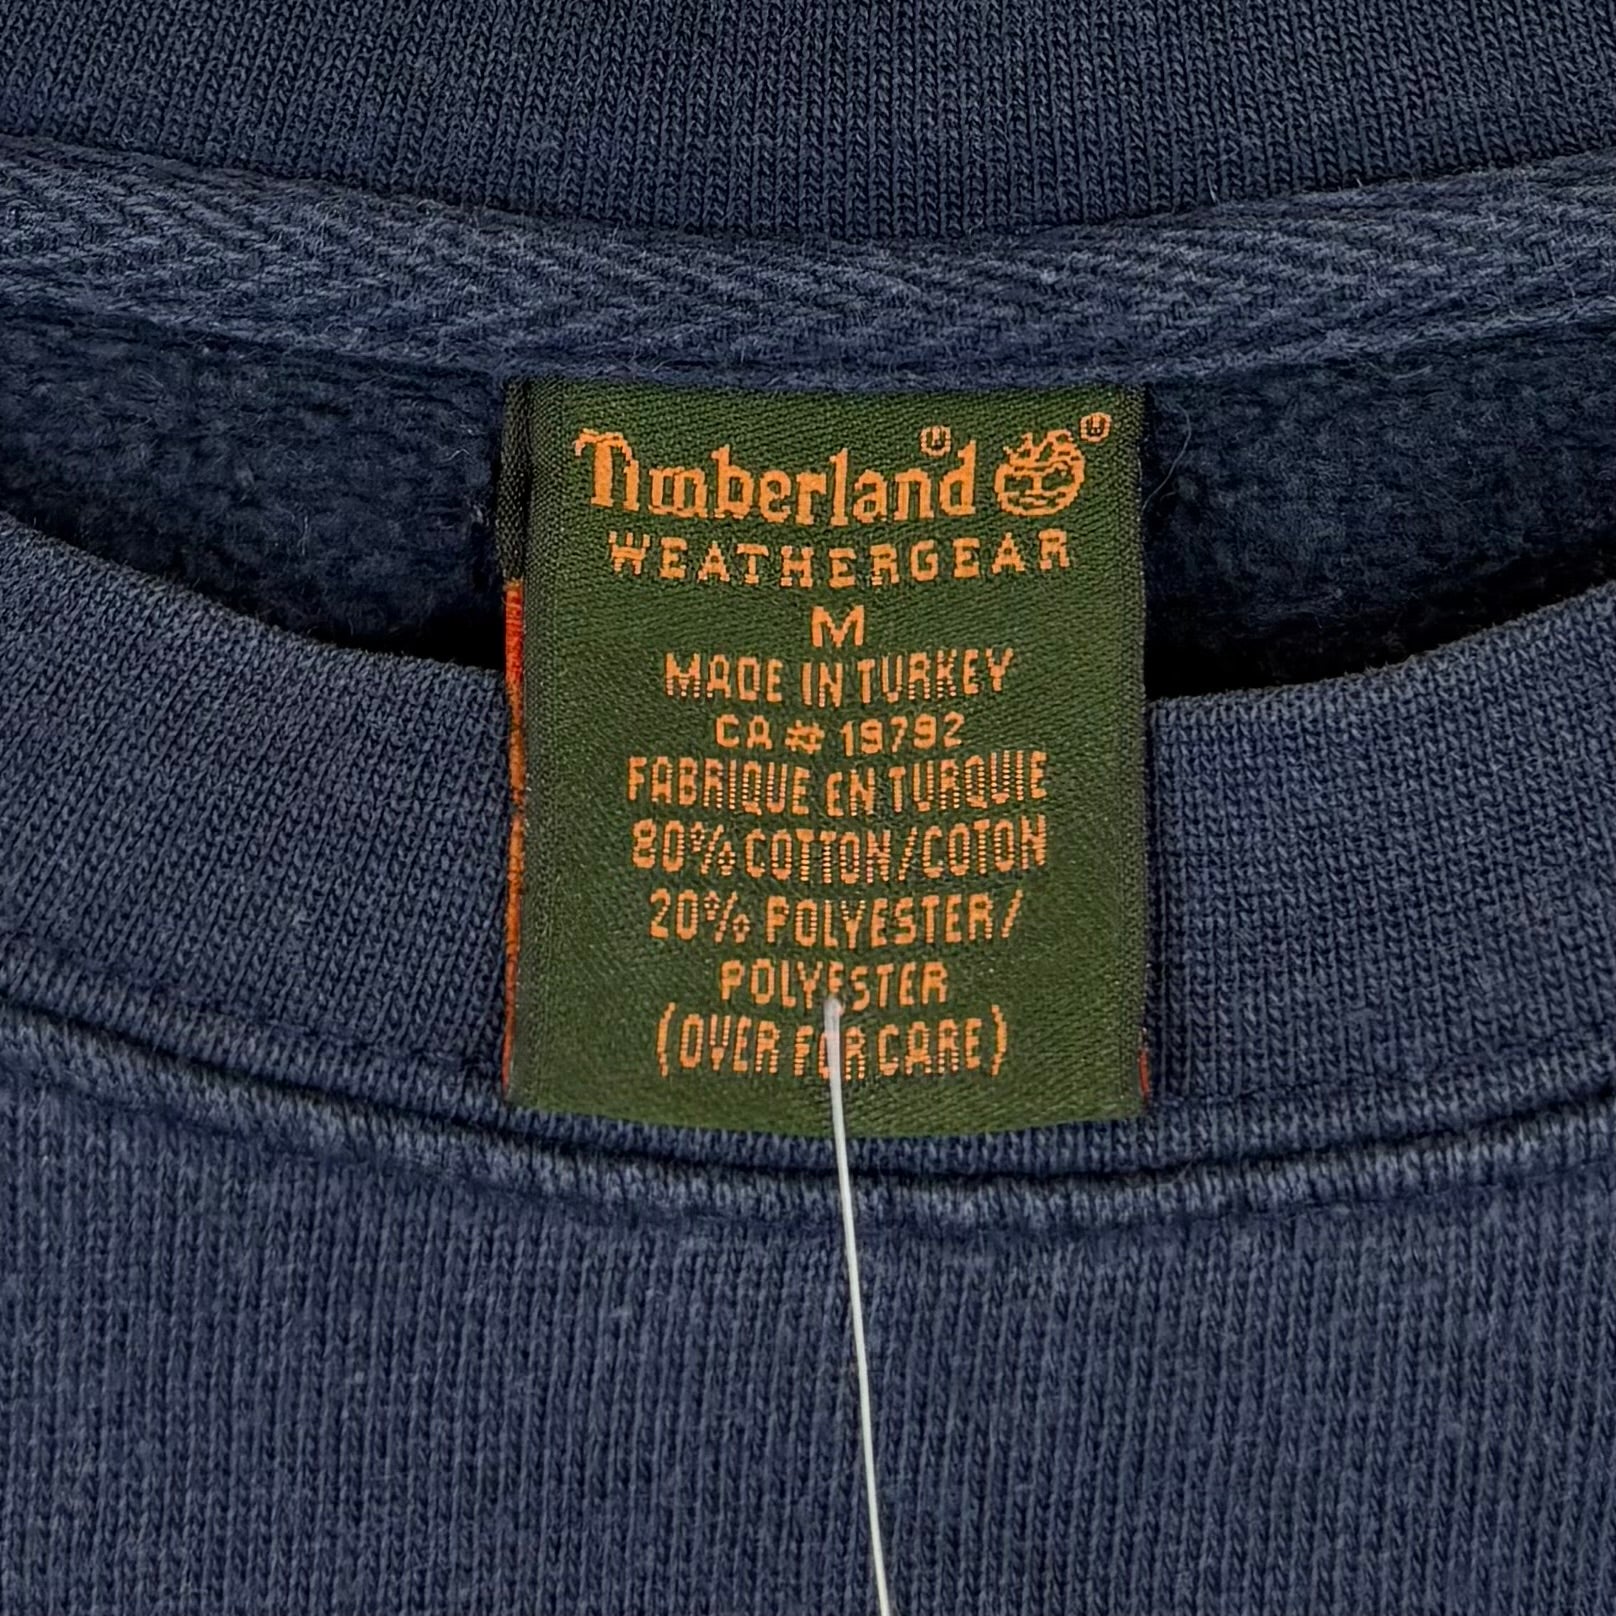 Timberland®
WEATHERGEAR
M
MADE IN TURKEY
CA # 19792
FABRIQUE EN TURQUIE
80% COTTON/COTON
20% POLYESTER/
POLYESTER
(OVER FOR CARE)